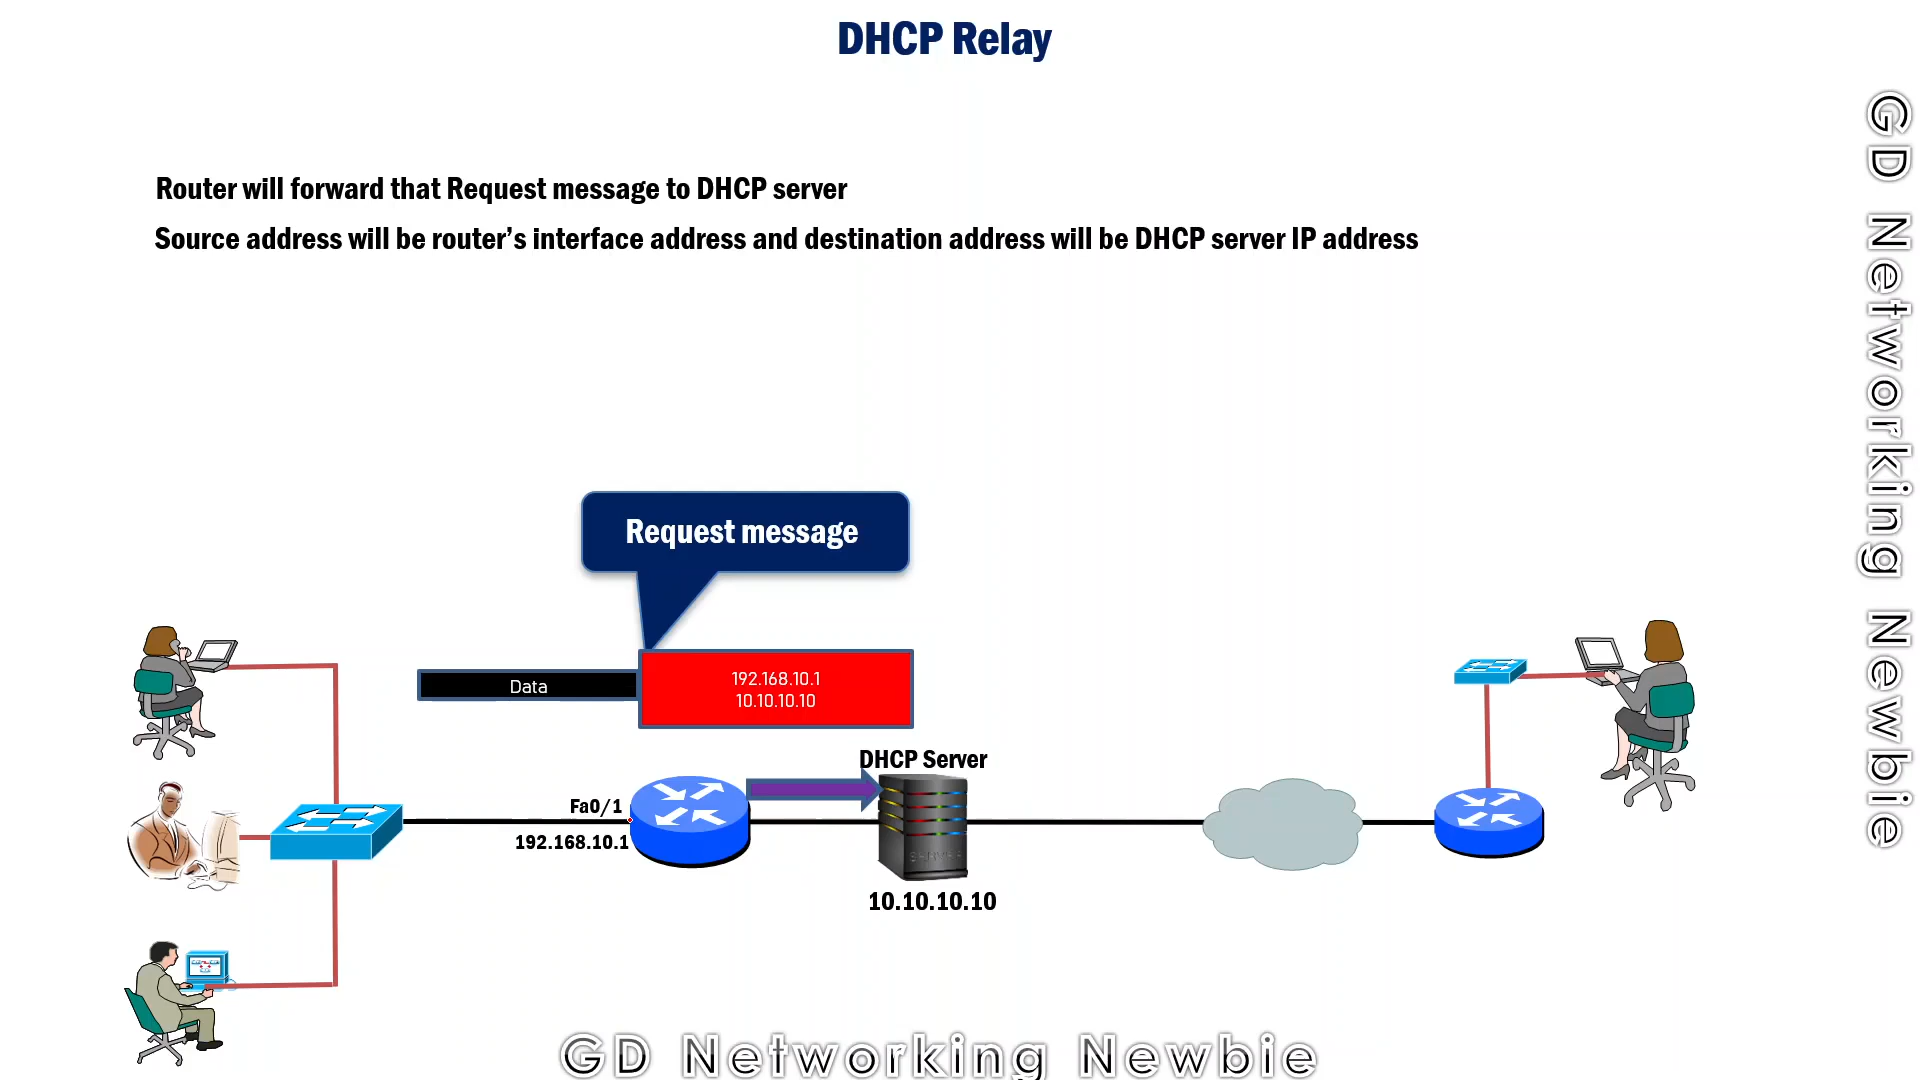 DHCP Relay
Router will forward that Request message to DHCP server
Source address will be router’s interface address and destination address will be DHCP server IP address
Request message
Data
192.168.10.1
10.10.10.10
DHCP Server
Fa0/1
192.168.10.1
10.10.10.10
GD Networking Newbie
GD Networking Newbie